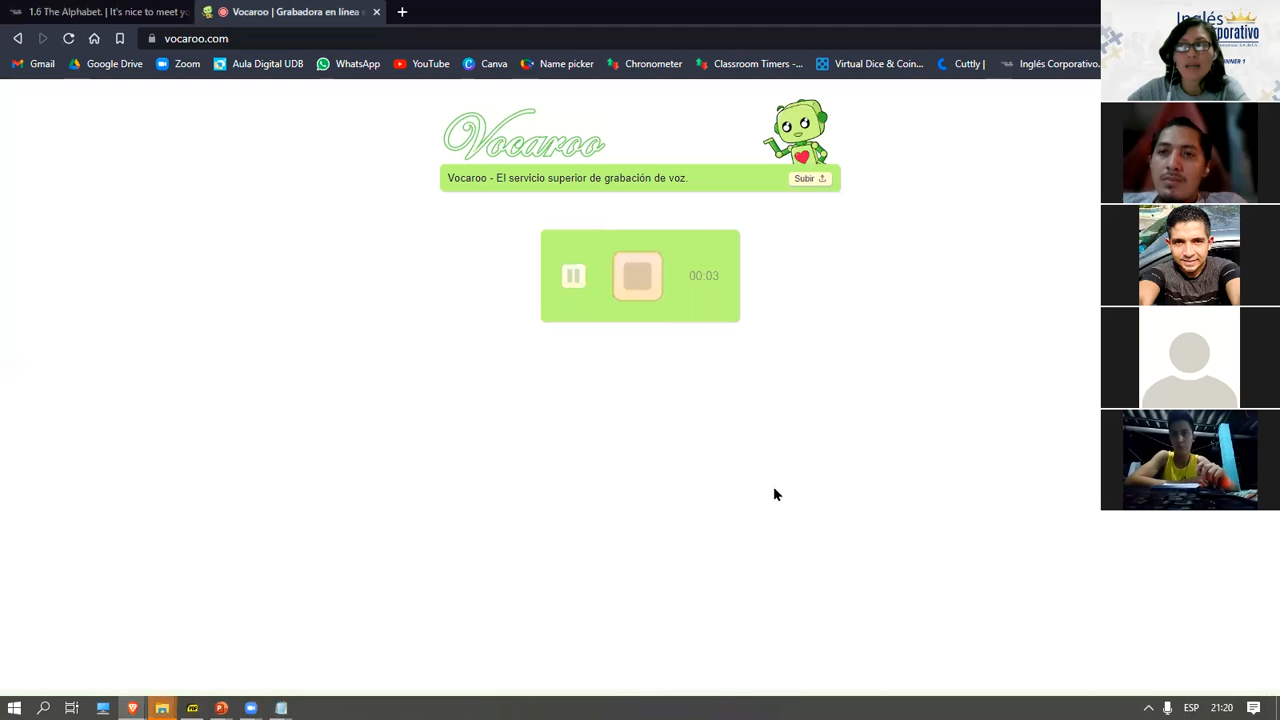 1.6 The Alphabet. | It's nice to meet yo
Vocaroo | Grabadora en línea
vocaroo.com
Gmail
Google Drive
Zoom
Aula Digital UDB
WhatsApp
YouTube
Canva
Name picker
Chronometer
Classroom Timers - ...
Virtual Dice & Coin...
Cuttly |
Inglés Corporativo.
Inglés
Vocaroo
Vocaroo - El servicio superior de grabación de voz.
Subir
00:03
ESP
21:20